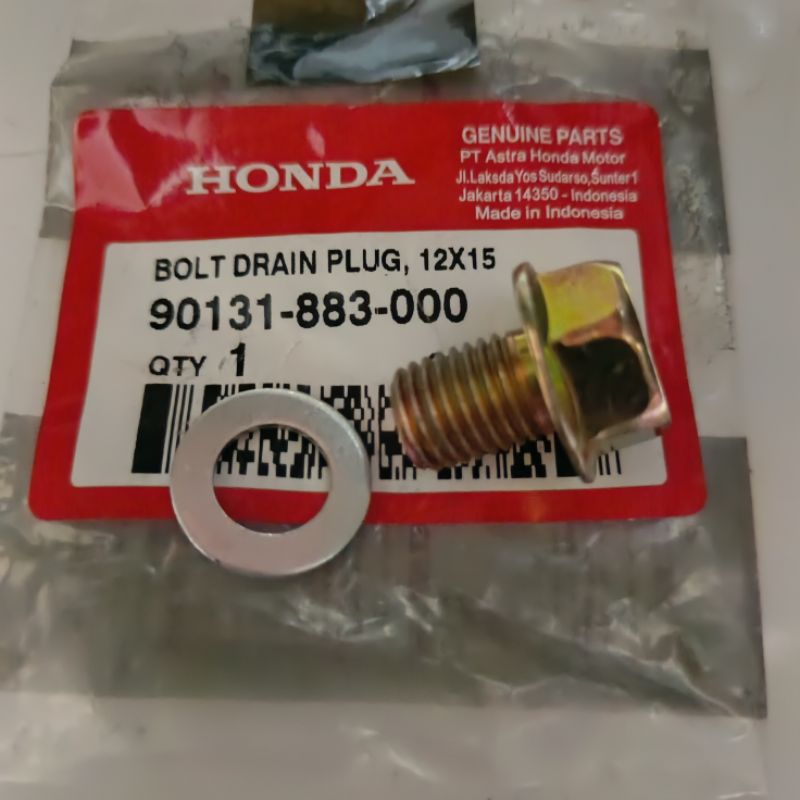 HONDA
GENUINE PARTS
PT Astra Honda Motor
Jl.Laksda Yos Sudarso,Sunter1
Jakarta 14350 - Indonesia
Made in Indonesia
BOLT DRAIN PLUG, 12X15
90131-883-000
QTY 1